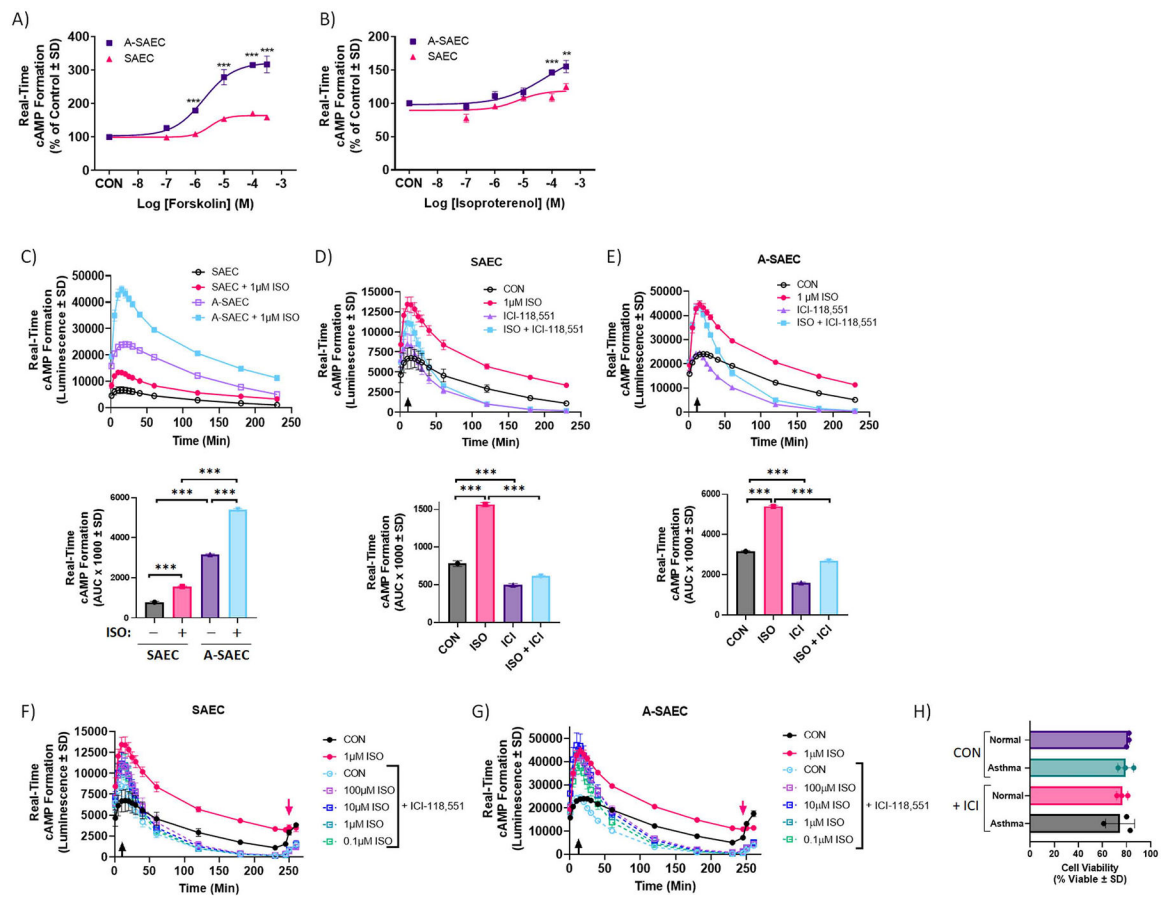 A)
Real-Time
cAMP Formation
(% of Control ± SD)
400
300
200
100
0
A-SAEC
SAEC
***
***
***
***
CON -8 -7 -6 -5 -4 -3
Log [Forskolin] (M)
B)
Real-Time
cAMP Formation
(% of Control ± SD)
200
150
100
50
0
A-SAEC
SAEC
***
**
CON -8 -7 -6 -5 -4 -3
Log [Isoproterenol] (M)
C)
Real-Time
cAMP Formation
(Luminescence ± SD)
50000
40000
30000
20000
10000
0
SAEC
SAEC + 1μM ISO
A-SAEC
A-SAEC + 1μM ISO
0 50 100 150 200 250
Time (Min)
Real-Time
cAMP Formation
(AUC x 1000 ± SD)
6000
4000
2000
0
***
***
***
***
ISO: − + − +
SAEC A-SAEC
D)
SAEC
Real-Time
cAMP Formation
(Luminescence ± SD)
15000
12500
10000
7500
5000
2500
0
CON
1μM ISO
ICI-118,551
ISO + ICI-118,551
0 50 100 150 200 250
Time (Min)
Real-Time
cAMP Formation
(AUC x 1000 ± SD)
1500
1000
500
0
***
***
***
CON ISO ICI ISO + ICI
E)
A-SAEC
Real-Time
cAMP Formation
(Luminescence ± SD)
50000
40000
30000
20000
10000
0
CON
1 μM ISO
ICI-118,551
ISO + ICI-118,551
0 50 100 150 200 250
Time (Min)
Real-Time
cAMP Formation
(AUC x 1000 ± SD)
6000
4000
2000
0
***
***
***
CON ISO ICI ISO + ICI
F)
SAEC
Real-Time
cAMP Formation
(Luminescence ± SD)
15000
12500
10000
7500
5000
2500
0
CON
1μM ISO
CON
100μM ISO
10μM ISO
1μM ISO
0.1μM ISO
+ ICI-118,551
0 50 100 150 200 250
Time (Min)
G)
A-SAEC
Real-Time
cAMP Formation
(Luminescence ± SD)
50000
40000
30000
20000
10000
0
CON
1μM ISO
CON
100μM ISO
10μM ISO
1μM ISO
0.1μM ISO
+ ICI-118,551
0 50 100 150 200 250
Time (Min)
H)
CON
Normal
Asthma
+ ICI
Normal
Asthma
0 20 40 60 80 100
Cell Viability
(% Viable ± SD)